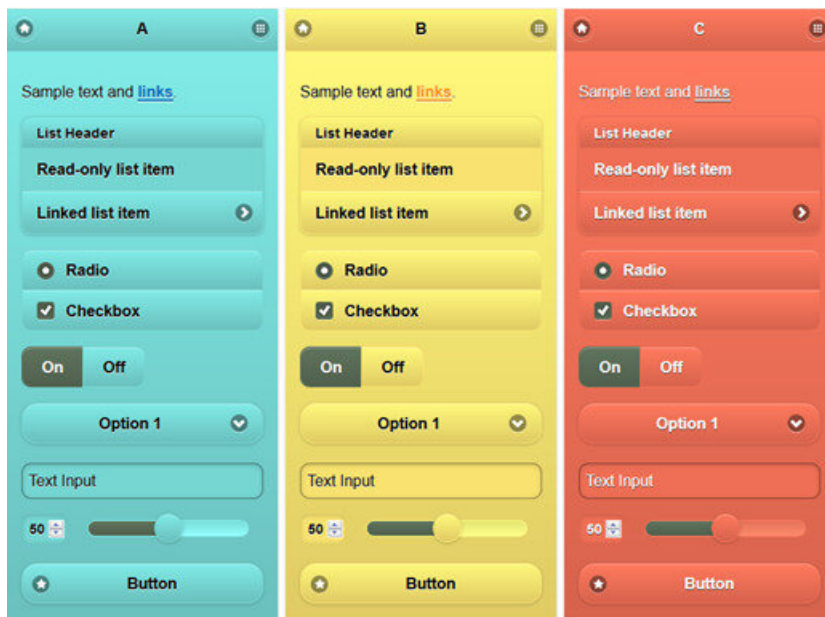 A
Sample text and links.
List Header
Read-only list item
Linked list item
Radio
Checkbox
On Off
Option 1
Text Input
50
Button
B
Sample text and links.
List Header
Read-only list item
Linked list item
Radio
Checkbox
On Off
Option 1
Text Input
50
Button
C
Sample text and links
List Header
Read-only list item
Linked list item
Radio
Checkbox
On Off
Option 1
Text Input
50
Button